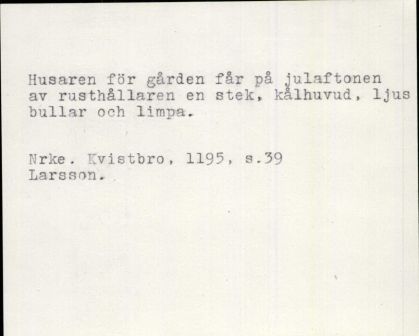 Husaren för gården får på julaftonen
av rusthållaren en stek, kålhuvud, ljus
bullar och limpa.
Nrke. Kvistbro, 1195, s.39
Larsson.